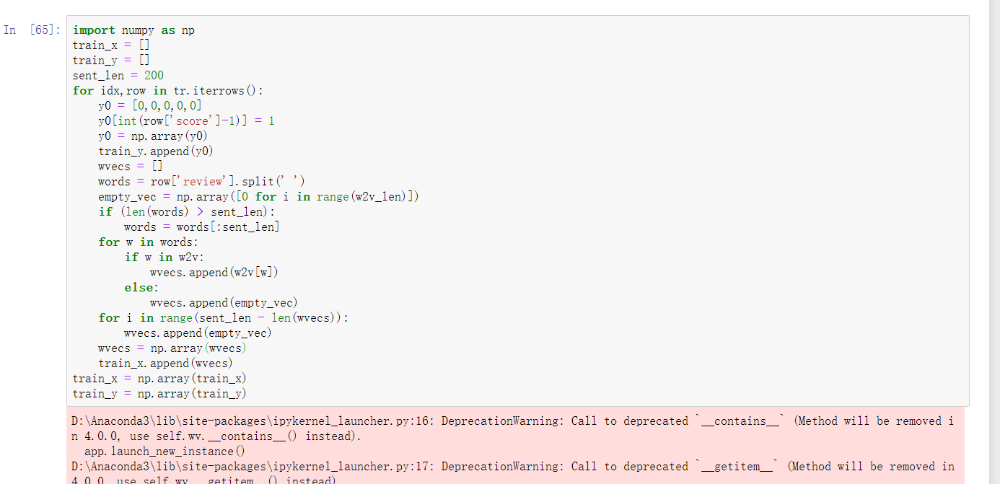 In [65]:
import numpy as np
train_x = []
train_y = []
sent_len = 200
for idx,row in tr.iterrows():
    y0 = [0,0,0,0,0]
    y0[int(row['score']-1)] = 1
    y0 = np.array(y0)
    train_y.append(y0)
    wvecs = []
    words = row['review'].split(' ')
    empty_vec = np.array([0 for i in range(w2v_len)])
    if (len(words) > sent_len):
        words = words[:sent_len]
    for w in words:
        if w in w2v:
            wvecs.append(w2v[w])
        else:
            wvecs.append(empty_vec)
    for i in range(sent_len - len(wvecs)):
        wvecs.append(empty_vec)
    wvecs = np.array(wvecs)
    train_x.append(wvecs)
train_x = np.array(train_x)
train_y = np.array(train_y)
D:\Anaconda3\lib\site-packages\ipykernel_launcher.py:16: DeprecationWarning: Call to deprecated `__contains__` (Method will be removed i
n 4.0.0, use self.wv.__contains__() instead).
  app.launch_new_instance()
D:\Anaconda3\lib\site-packages\ipykernel_launcher.py:17: DeprecationWarning: Call to deprecated `__getitem__` (Method will be removed in
4.0.0, use self.wv.__getitem__() instead).